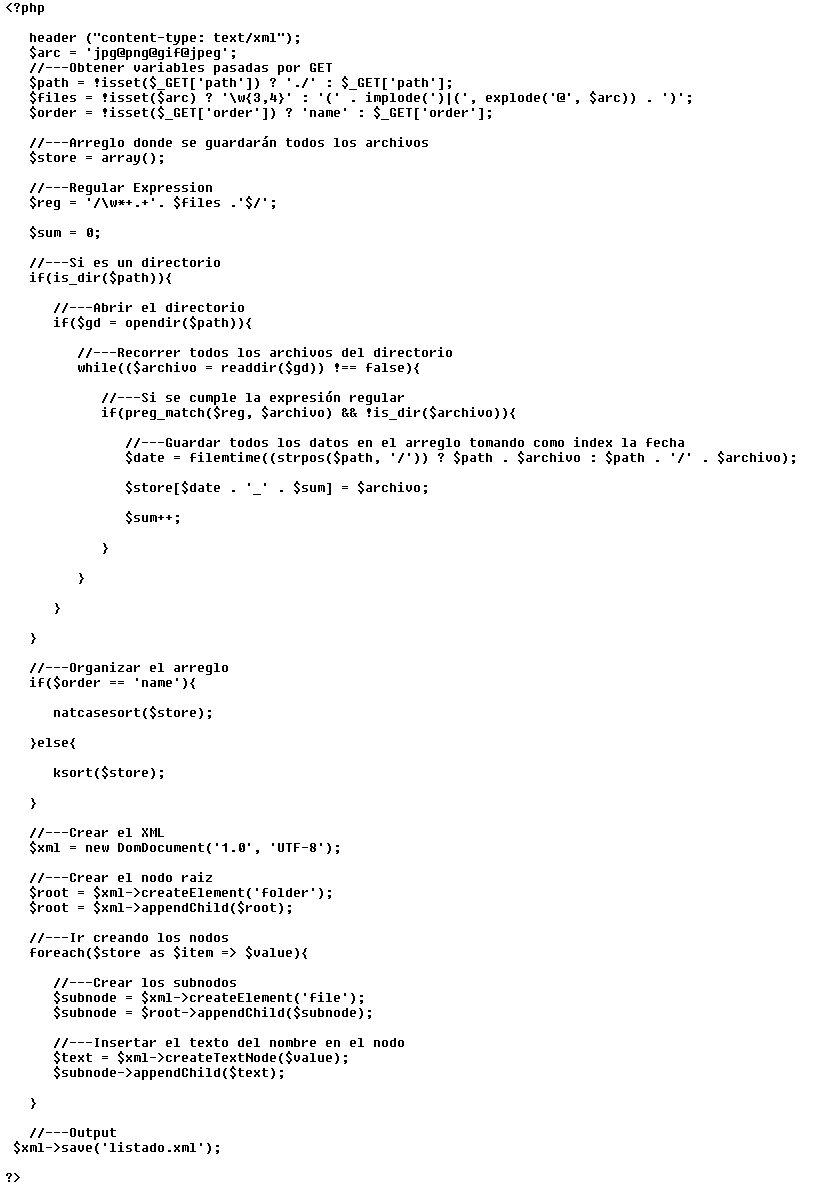 <?php
header ("content-type: text/xml");
$arc = 'jpg@png@gif@jpeg';
//---Obtener variables pasadas por GET
$path = !isset($_GET['path']) ? './' : $_GET['path'];
$files = !isset($arc) ? '\w{3,4}' : '(' . implode(')|(', explode('@', $arc)) . ')';
$order = !isset($_GET['order']) ? 'name' : $_GET['order'];
//---Arreglo donde se guardarán todos los archivos
$store = array();
//---Regular Expression
$reg = '/\w*+.+'. $files .'$/';
$sum = 0;
//---Si es un directorio
if(is_dir($path)){
//---Abrir el directorio
if($gd = opendir($path)){
//---Recorrer todos los archivos del directorio
while(($archivo = readdir($gd)) !== false){
//---Si se cumple la expresión regular
if(preg_match($reg, $archivo) && !is_dir($archivo)){
//---Guardar todos los datos en el arreglo tomando como index la fecha
$date = filemtime((strpos($path, '/')) ? $path . $archivo : $path . '/' . $archivo);
$store[$date . '_' . $sum] = $archivo;
$sum++;
}
}
}
}
//---Organizar el arreglo
if($order == 'name'){
natcasesort($store);
}else{
ksort($store);
}
//---Crear el XML
$xml = new DomDocument('1.0', 'UTF-8');
//---Crear el nodo raiz
$root = $xml->createElement('folder');
$root = $xml->appendChild($root);
//---Ir creando los nodos
foreach($store as $item => $value){
//---Crear los subnodos
$subnode = $xml->createElement('file');
$subnode = $root->appendChild($subnode);
//---Insertar el texto del nombre en el nodo
$text = $xml->createTextNode($value);
$subnode->appendChild($text);
}
//---Output
$xml->save('listado.xml');
?>